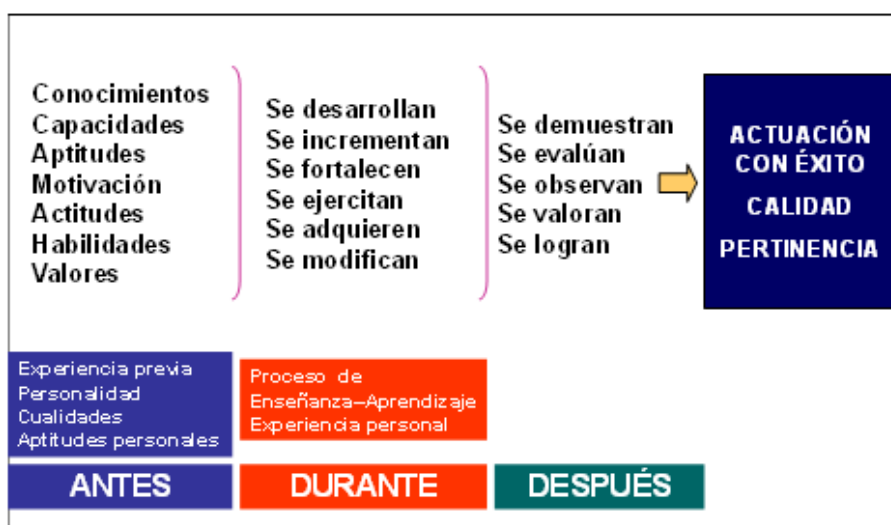 Conocimientos
Capacidades
Aptitudes
Motivación
Actitudes
Habilidades
Valores
Se desarrollan
Se incrementan
Se fortalecen
Se ejercitan
Se adquieren
Se modifican
Se demuestran
Se evalúan
Se observan
Se valoran
Se logran
ACTUACIÓN
CON ÉXITO
CALIDAD
PERTINENCIA
Experiencia previa
Personalidad
Cualidades
Aptitudes personales
Proceso de
Enseñanza–Aprendizaje
Experiencia personal
ANTES
DURANTE
DESPUÉS